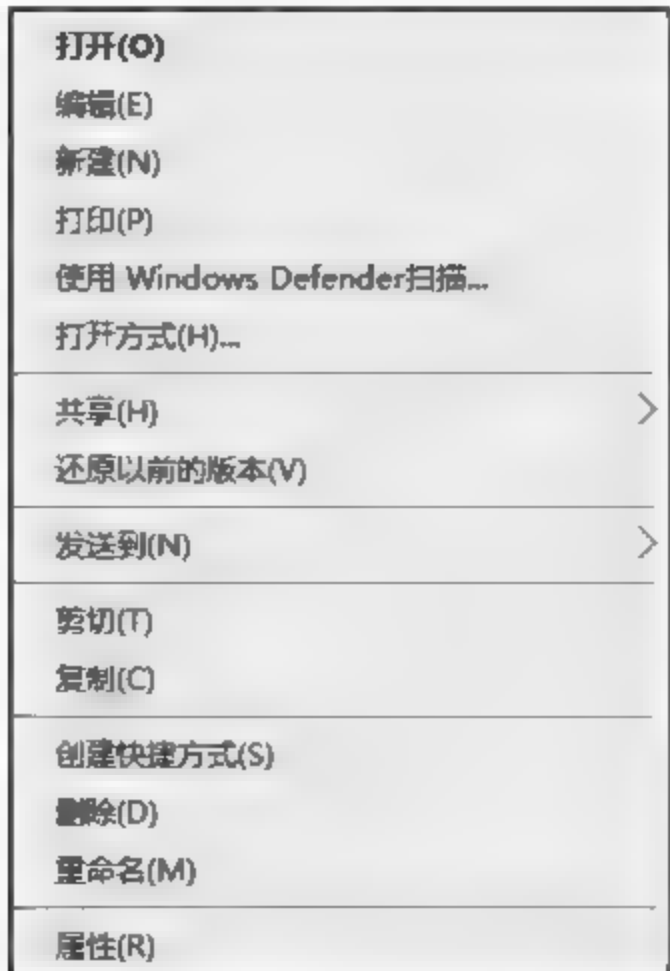 打开(O)
编辑(E)
新建(N)
打印(P)
使用 Windows Defender扫描...
打开方式(H)...
共享(H)
还原以前的版本(V)
发送到(N)
剪切(T)
复制(C)
创建快捷方式(S)
删除(D)
重命名(M)
属性(R)